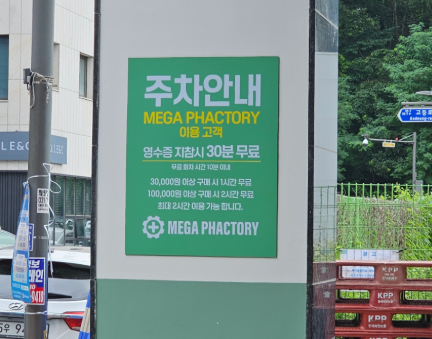 주차안내
MEGA PHACTORY
이용 고객
영수증 지참시 30분 무료
무료 회차 시간 10분 이내
30,000원 이상 구매 시 1시간 무료
100,000원 이상 구매 시 2시간 무료
최대 2시간 이용 가능 합니다.
MEGA PHACTORY
L E&C
KPP
KPP